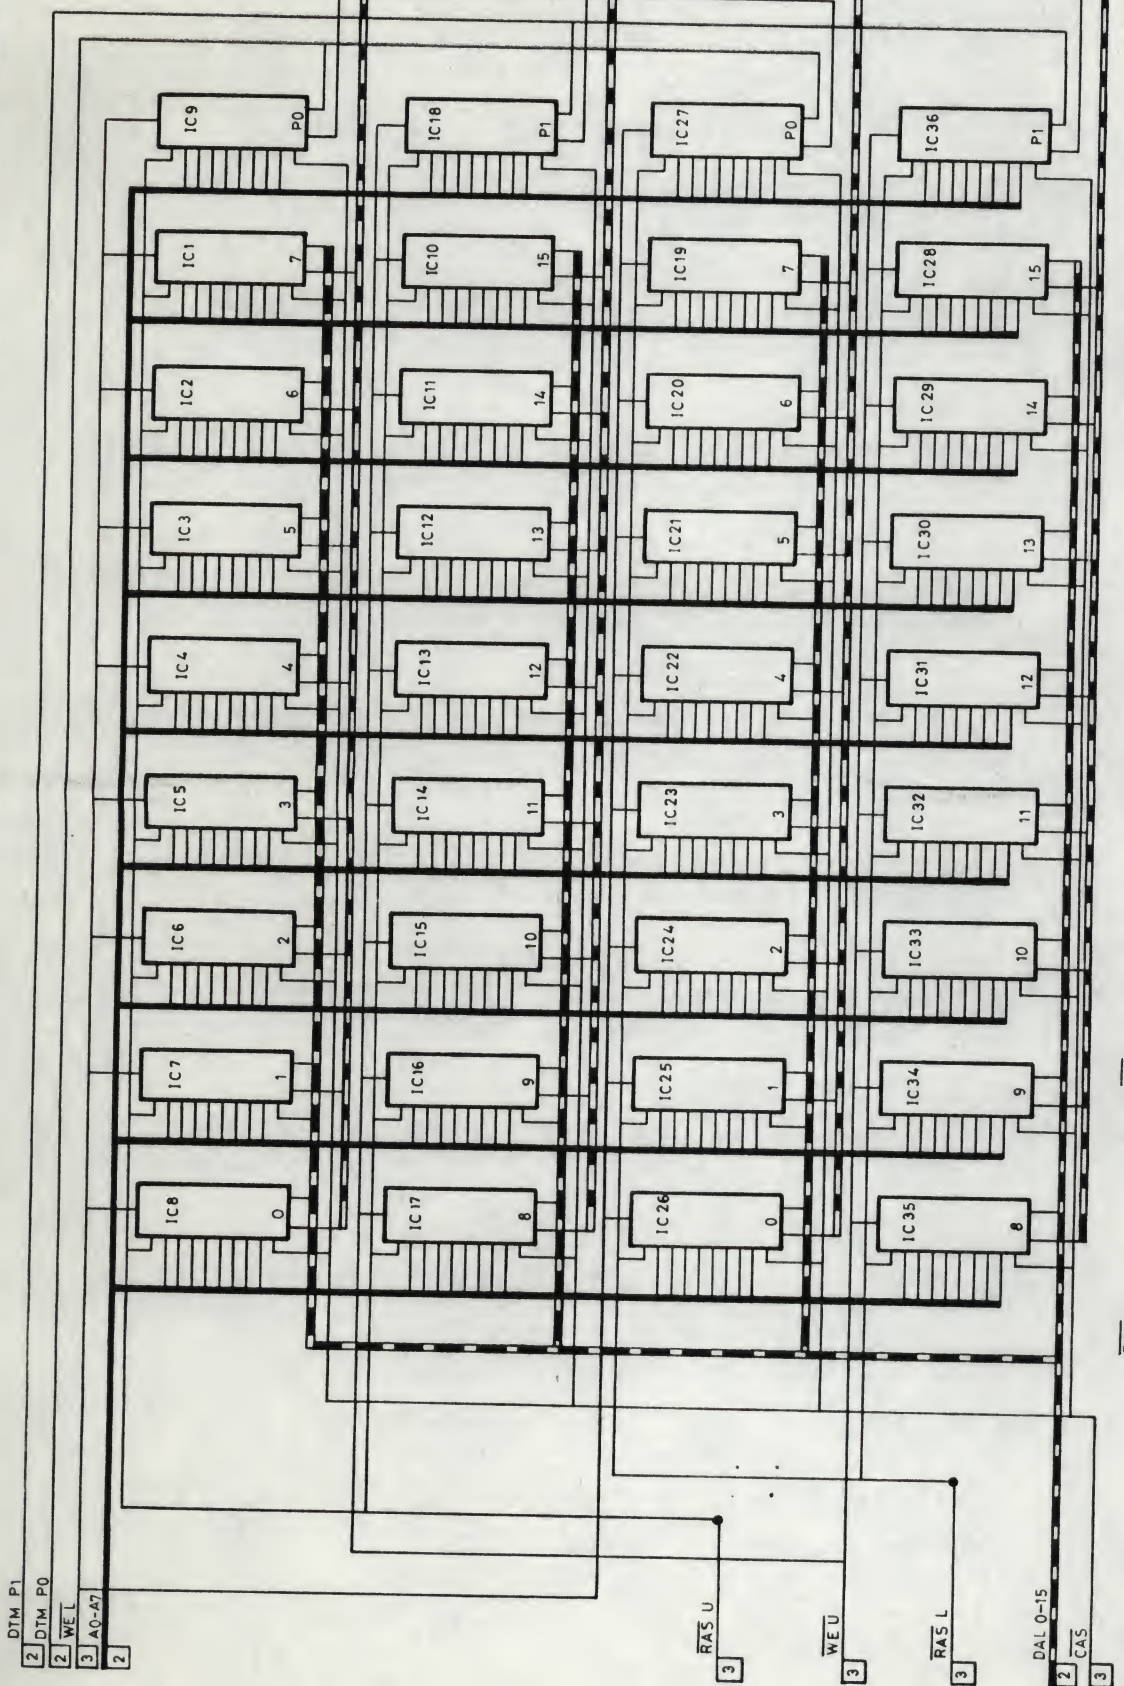 DTM P1
2
DTM P0
2
WE L
3
A0-A7
2
RAS U
3
WE U
3
RAS L
3
DAL 0-15
2
CAS
3
IC8
0
IC7
1
IC6
2
IC5
3
IC4
4
IC3
5
IC2
6
IC1
7
IC9
P0
IC17
8
IC16
9
IC15
10
IC14
11
IC13
12
IC12
13
IC11
14
IC10
15
IC18
P1
IC26
0
IC25
1
IC24
2
IC23
3
IC22
4
IC21
5
IC20
6
IC19
7
IC27
P0
IC35
8
IC34
9
IC33
10
IC32
11
IC31
12
IC30
13
IC29
14
IC28
15
IC36
P1